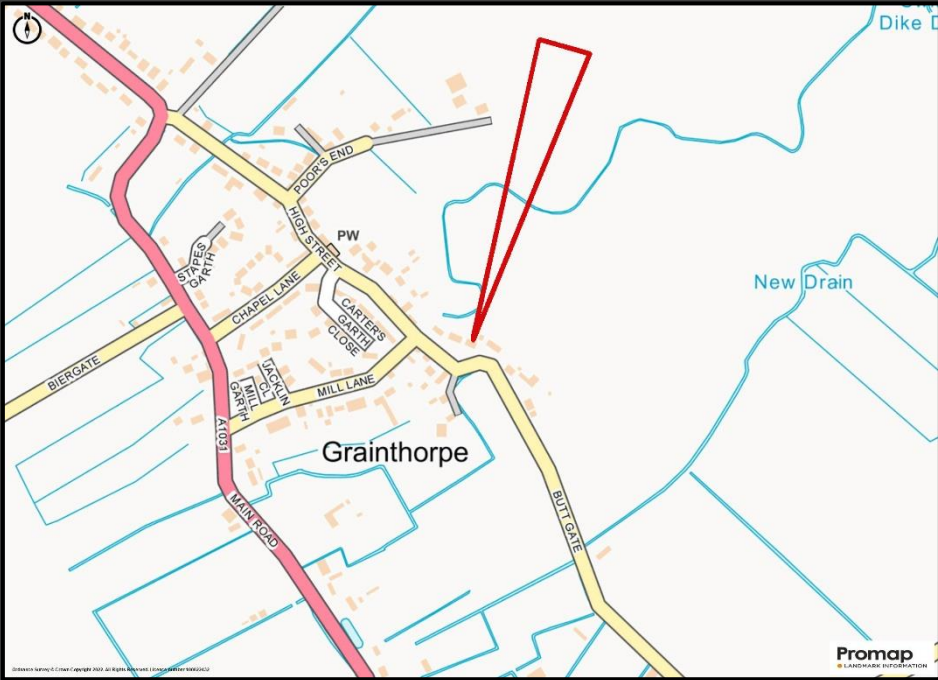 N
Dike D
POOR'S END
HIGH STREET
PW
STAPES
GARTH
CHAPEL LANE
CARTERS
GARTH
CLOSE
New Drain
BIERGATE
JACKLIN
CL
MILL
GARTH
MILL LANE
A1031
Grainthorpe
MAIN ROAD
BUTT GATE
Promap
LANDMARK INFORMATION